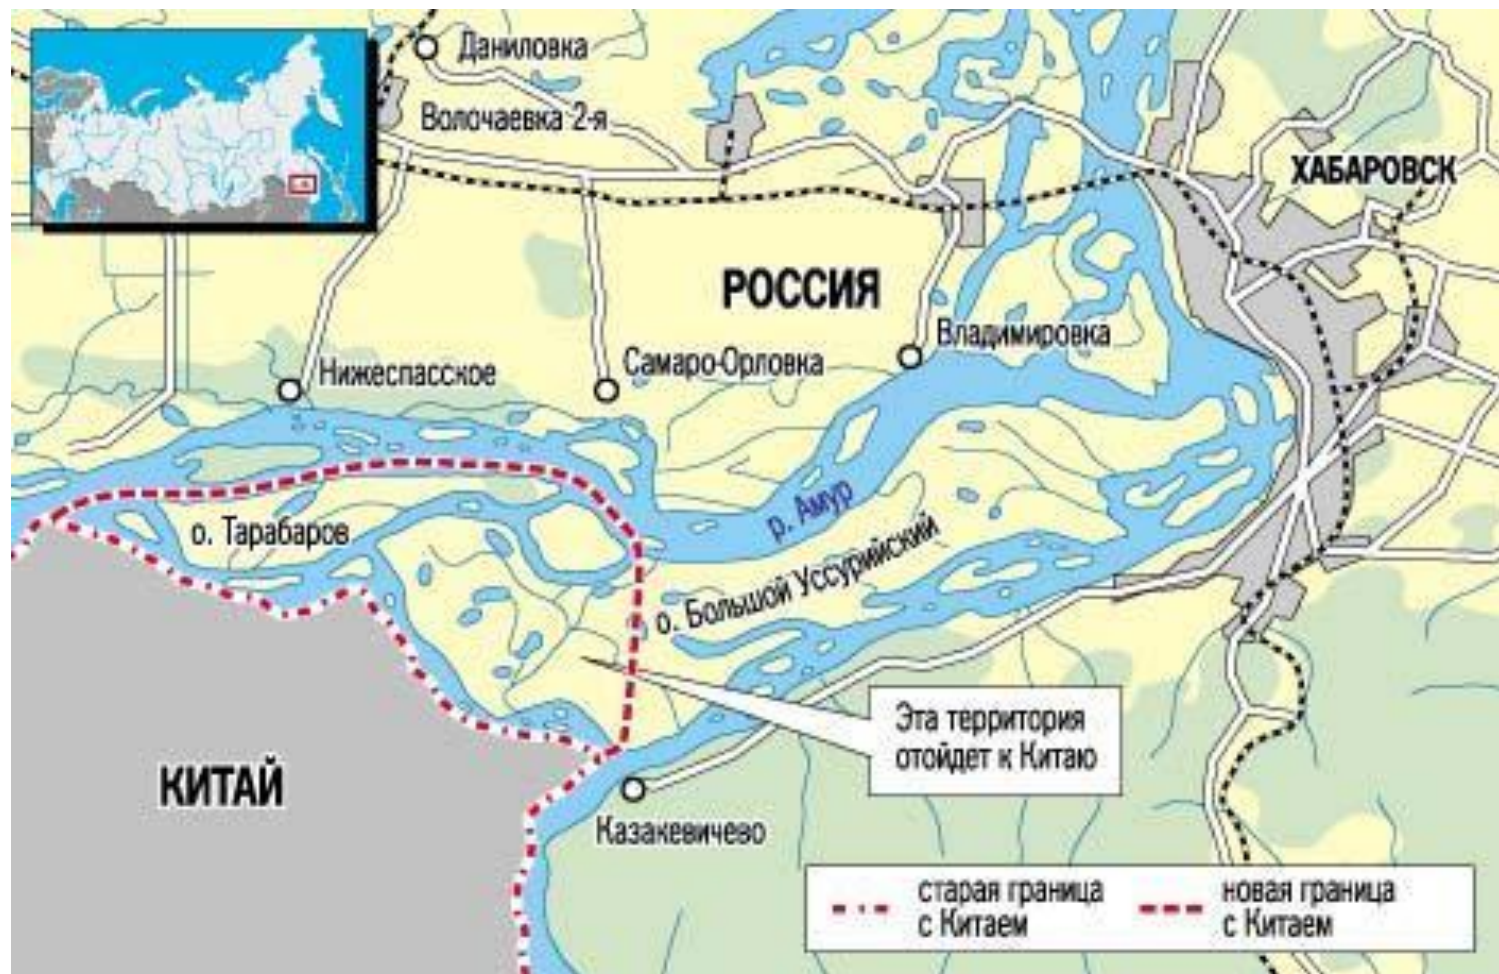 Даниловка
Волочаевка 2-я
ХАБАРОВСК
РОССИЯ
Владимировка
Нижеспасское
Самаро-Орловка
р. Амур
о. Тарабаров
о. Большой Уссурийский
Эта территория
отойдет к Китаю
КИТАЙ
Казакевичево
старая граница
с Китаем
новая граница
с Китаем